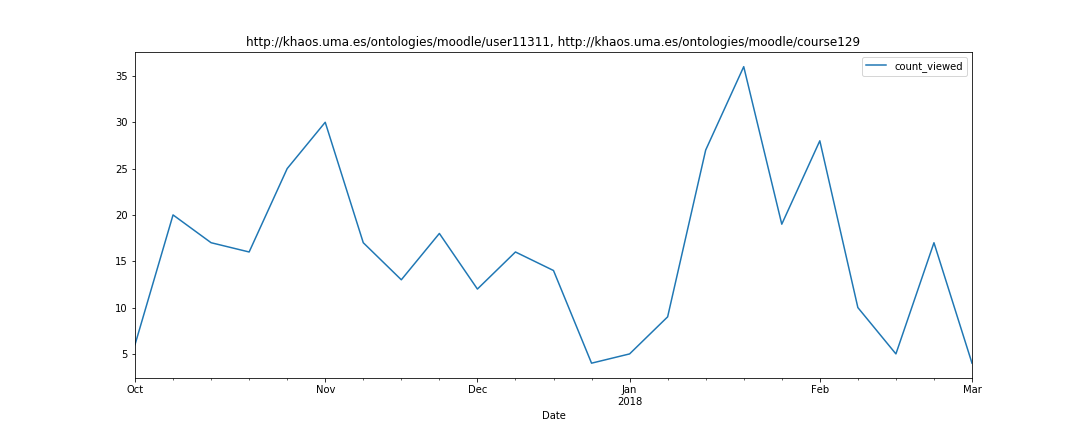 http://khaos.uma.es/ontologies/moodle/user11311, http://khaos.uma.es/ontologies/moodle/course129
count_viewed
35
30
25
20
15
10
5
Oct
Nov
Dec
Jan
2018
Feb
Mar
Date